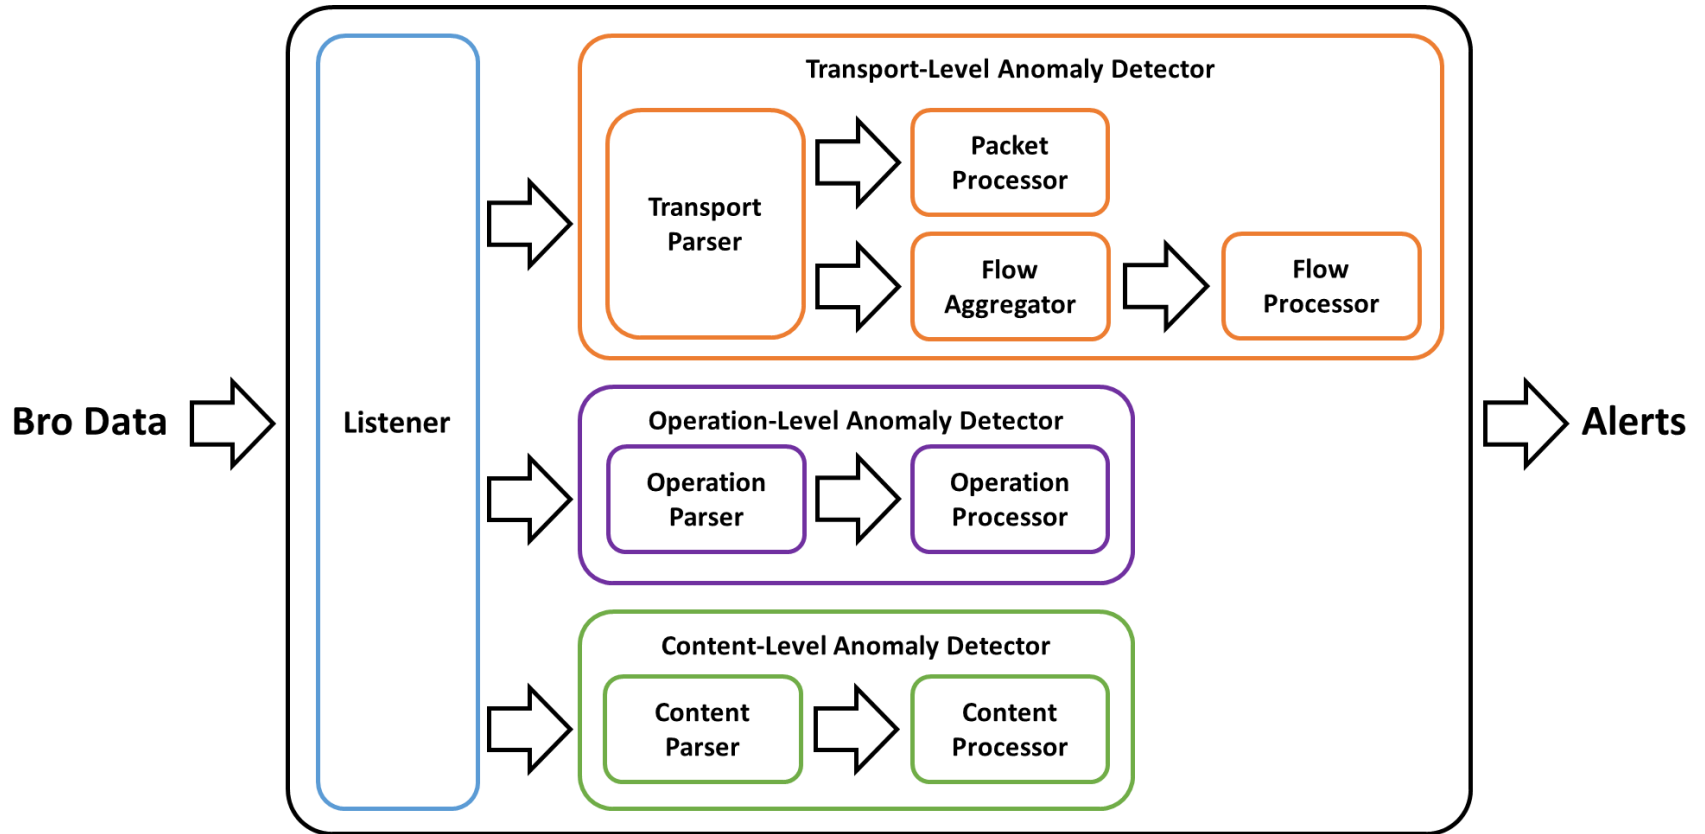 Bro Data
Listener
Transport-Level Anomaly Detector
Transport
Parser
Packet
Processor
Flow
Aggregator
Flow
Processor
Operation-Level Anomaly Detector
Operation
Parser
Operation
Processor
Content-Level Anomaly Detector
Content
Parser
Content
Processor
Alerts